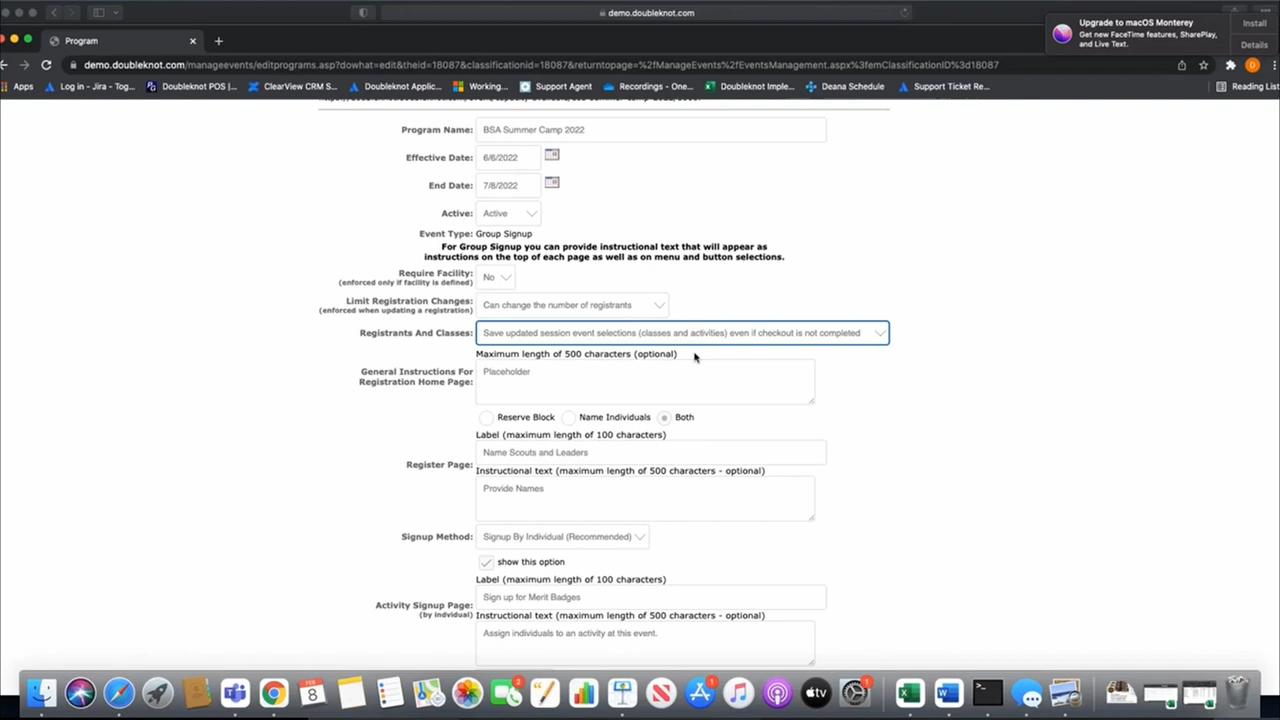 demo.doubleknot.com
Upgrade to macOS Monterey
Get new FaceTime features, SharePlay, and Live Text.
Install
Details
Program
demo.doubleknot.com/manageevents/editprograms.asp?dowhat=edit&theid=18087&classificationid=18087&returntopage=%2FManageEvents%2FEventsManagement.aspx%3FemClassificationID%3d18087
D
Apps
Log in - Jira - Tog...
Doubleknot POS |...
ClearView CRM S...
Doubleknot Applic...
Working...
Support Agent
Recordings - One...
Doubleknot Imple...
Deana Schedule
Support Ticket Re...
Reading List
Program Name: BSA Summer Camp 2022
Effective Date: 6/6/2022
End Date: 7/8/2022
Active: Active
Event Type: Group Signup
For Group Signup you can provide instructional text that will appear as
instructions on the top of each page as well as on menu and button selections.
Require Facility: No
(enforced only if facility is defined)
Limit Registration Changes: Can change the number of registrants
(enforced when updating a registration)
Registrants And Classes: Save updated session event selections (classes and activities) even if checkout is not completed
Maximum length of 500 characters (optional)
General Instructions For
Registration Home Page:
Placeholder
Reserve Block Name Individuals Both
Label (maximum length of 100 characters)
Name Scouts and Leaders
Register Page:
Instructional text (maximum length of 500 characters - optional)
Provide Names
Signup Method: Signup By Individual (Recommended)
show this option
Label (maximum length of 100 characters)
Sign up for Merit Badges
Activity Signup Page:
(by individual)
Instructional text (maximum length of 500 characters - optional)
Assign individuals to an activity at this event.
FEB
8
2
1
tv
1